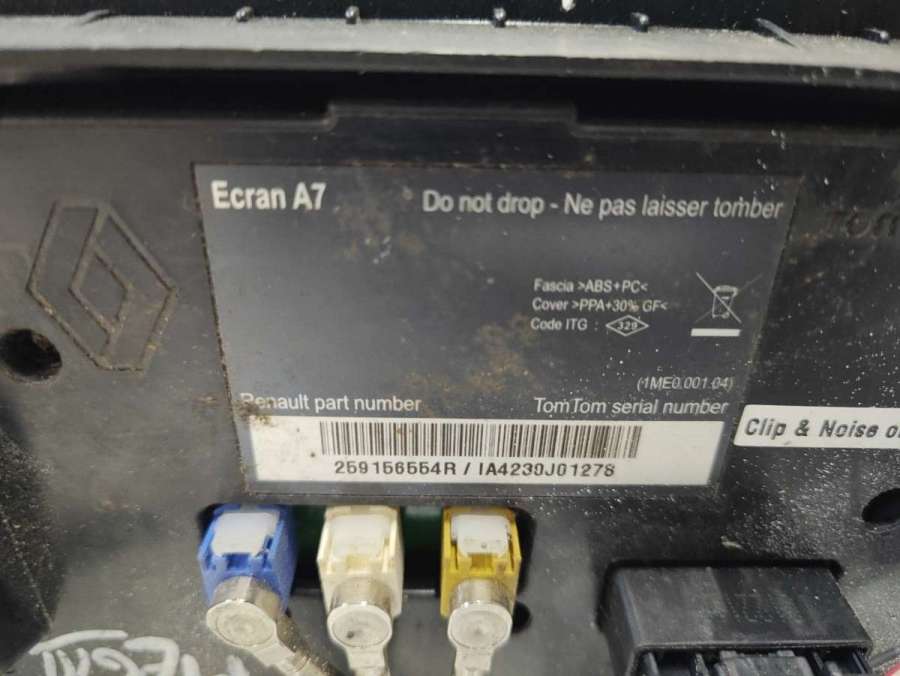 Ecran A7
Do not drop - Ne pas laisser tomber
Fascia >ABS+PC<
Cover >PPA+30% GF<
Code ITG : 329
(1ME0.001.04)
Renault part number
TomTom serial number
259156554R / IA4230J01278
Clip & Noise